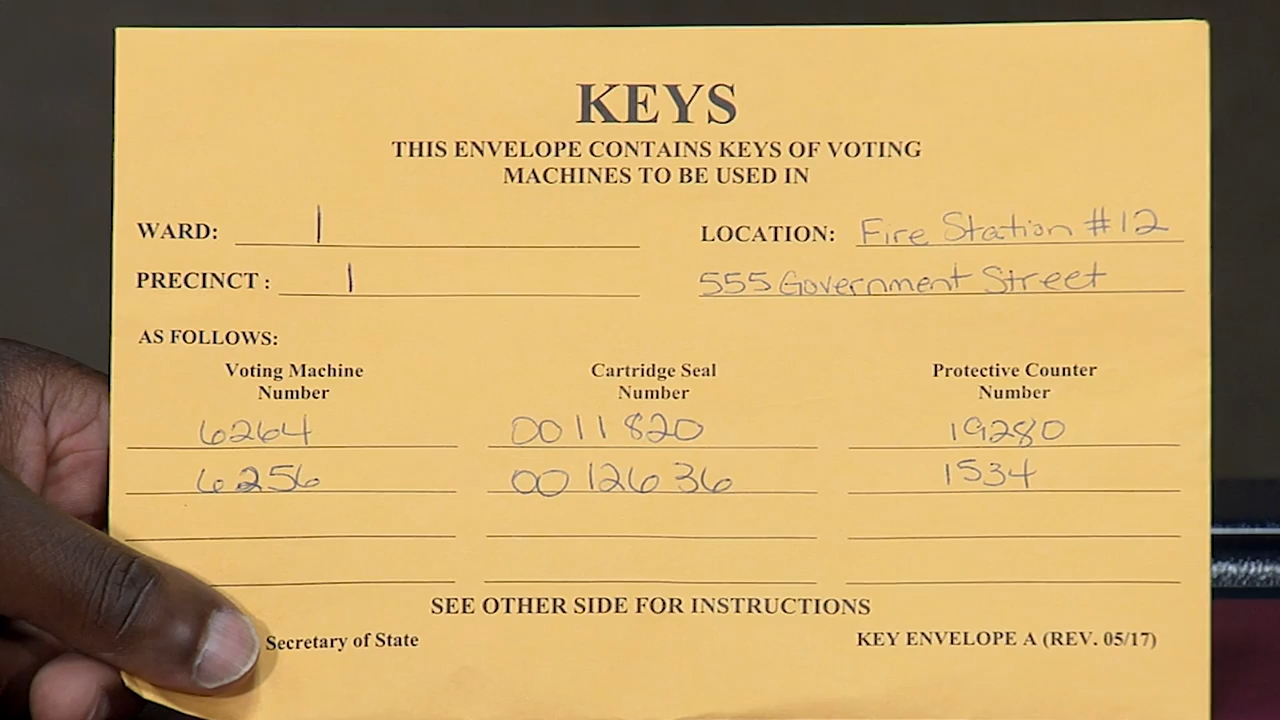 KEYS
THIS ENVELOPE CONTAINS KEYS OF VOTING
MACHINES TO BE USED IN
WARD: 1
LOCATION: Fire Station #12
PRECINCT : 1
555 Government Street
AS FOLLOWS:
Voting Machine Number
Cartridge Seal Number
Protective Counter Number
6264 0011820 19280
6256 0012636 1534
SEE OTHER SIDE FOR INSTRUCTIONS
Secretary of State
KEY ENVELOPE A (REV. 05/17)